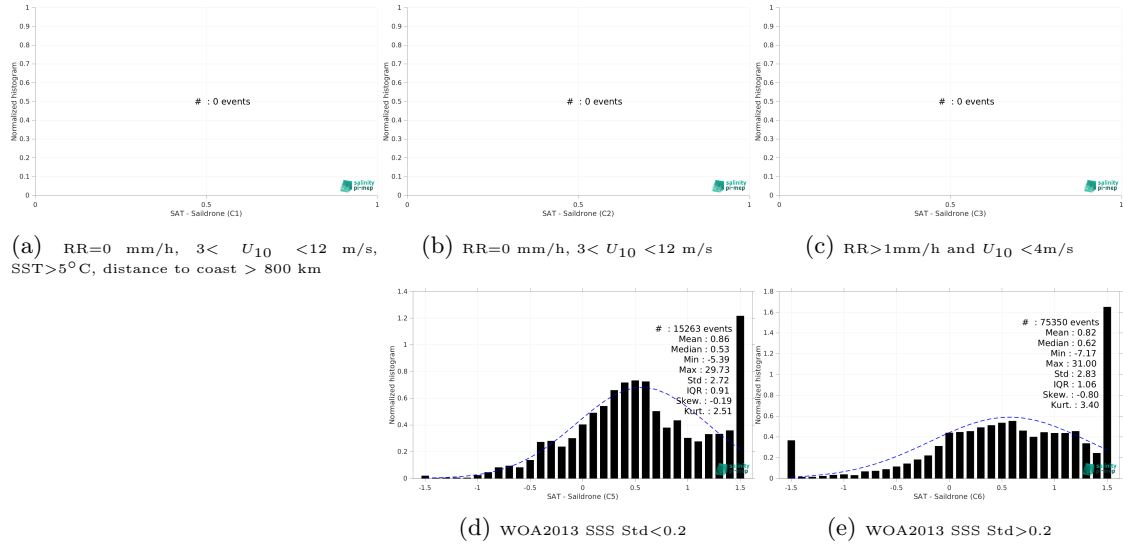 1
0.9
0.8
0.7
0.6
0.5
0.4
0.3
0.2
0.1
0
Normalized histogram
# : 0 events
salinity
pi-mep
0 0.5 1
SAT - Saildrone (C1)
1
0.9
0.8
0.7
0.6
0.5
0.4
0.3
0.2
0.1
0
Normalized histogram
# : 0 events
salinity
pi-mep
0 0.5 1
SAT - Saildrone (C2)
1
0.9
0.8
0.7
0.6
0.5
0.4
0.3
0.2
0.1
0
Normalized histogram
# : 0 events
salinity
pi-mep
0 0.5 1
SAT - Saildrone (C3)
(a) RR=0 mm/h, 3< U10 <12 m/s,
SST>5°C, distance to coast > 800 km
(b) RR=0 mm/h, 3< U10 <12 m/s
(c) RR>1mm/h and U10 <4m/s
1.4
1.2
1
0.8
0.6
0.4
0.2
0
Normalized histogram
# : 15263 events
Mean : 0.86
Median : 0.53
Min : -5.39
Max : 29.73
Std : 2.72
IQR : 0.91
Skew. : -0.19
Kurt. : 2.51
salinity
pi-mep
-1.5 -1 -0.5 0 0.5 1 1.5
SAT - Saildrone (C5)
1.8
1.6
1.4
1.2
1
0.8
0.6
0.4
0.2
0
Normalized histogram
# : 75350 events
Mean : 0.82
Median : 0.62
Min : -7.17
Max : 31.00
Std : 2.83
IQR : 1.06
Skew. : -0.80
Kurt. : 3.40
salinity
pi-mep
-1.5 -1 -0.5 0 0.5 1 1.5
SAT - Saildrone (C6)
(d) WOA2013 SSS Std<0.2
(e) WOA2013 SSS Std>0.2